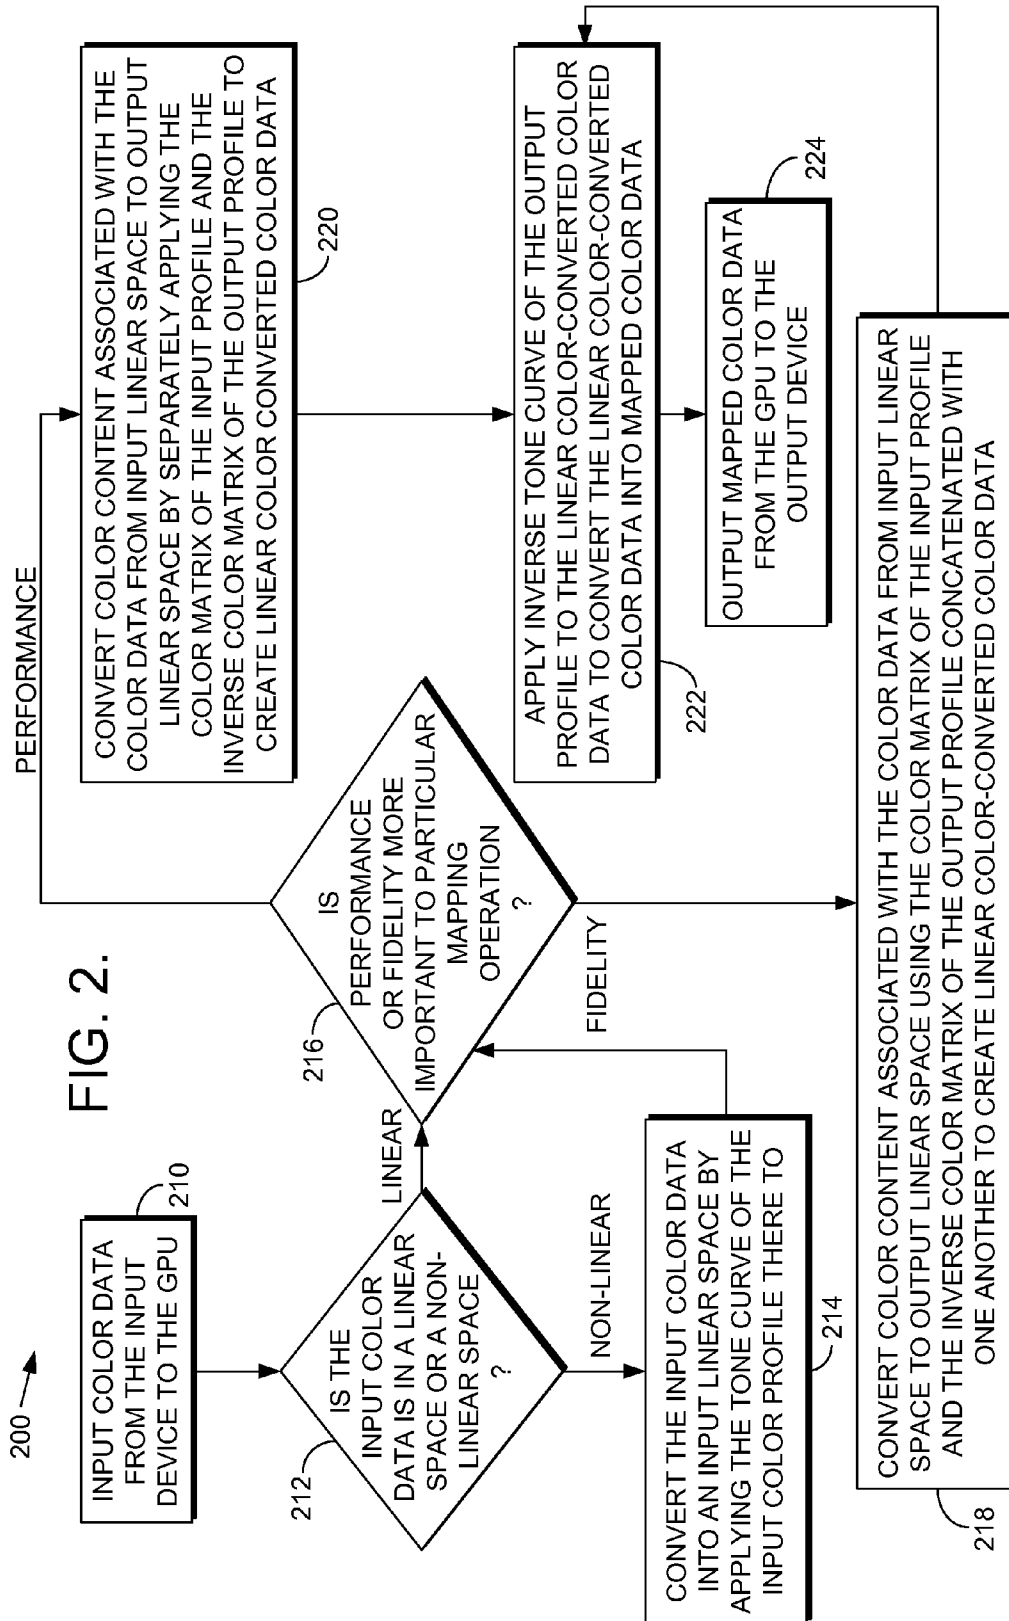 FIG. 2.
200
INPUT COLOR DATA
FROM THE INPUT
DEVICE TO THE GPU
210
IS THE
INPUT COLOR
DATA IS IN A LINEAR
SPACE OR A NON-
LINEAR SPACE
?
212
LINEAR
NON-LINEAR
CONVERT THE INPUT COLOR DATA
INTO AN INPUT LINEAR SPACE BY
APPLYING THE TONE CURVE OF THE
INPUT COLOR PROFILE THERE TO
214
IS
PERFORMANCE
OR FIDELITY MORE
IMPORTANT TO PARTICULAR
MAPPING
OPERATION
?
216
PERFORMANCE
FIDELITY
CONVERT COLOR CONTENT ASSOCIATED WITH THE
COLOR DATA FROM INPUT LINEAR SPACE TO OUTPUT
LINEAR SPACE BY SEPARATELY APPLYING THE
COLOR MATRIX OF THE INPUT PROFILE AND THE
INVERSE COLOR MATRIX OF THE OUTPUT PROFILE TO
CREATE LINEAR COLOR CONVERTED COLOR DATA
220
APPLY INVERSE TONE CURVE OF THE OUTPUT
PROFILE TO THE LINEAR COLOR-CONVERTED COLOR
DATA TO CONVERT THE LINEAR COLOR-CONVERTED
COLOR DATA INTO MAPPED COLOR DATA
222
OUTPUT MAPPED COLOR DATA
FROM THE GPU TO THE
OUTPUT DEVICE
224
CONVERT COLOR CONTENT ASSOCIATED WITH THE COLOR DATA FROM INPUT LINEAR
SPACE TO OUTPUT LINEAR SPACE USING THE COLOR MATRIX OF THE INPUT PROFILE
AND THE INVERSE COLOR MATRIX OF THE OUTPUT PROFILE CONCATENATED WITH
ONE ANOTHER TO CREATE LINEAR COLOR-CONVERTED COLOR DATA
218